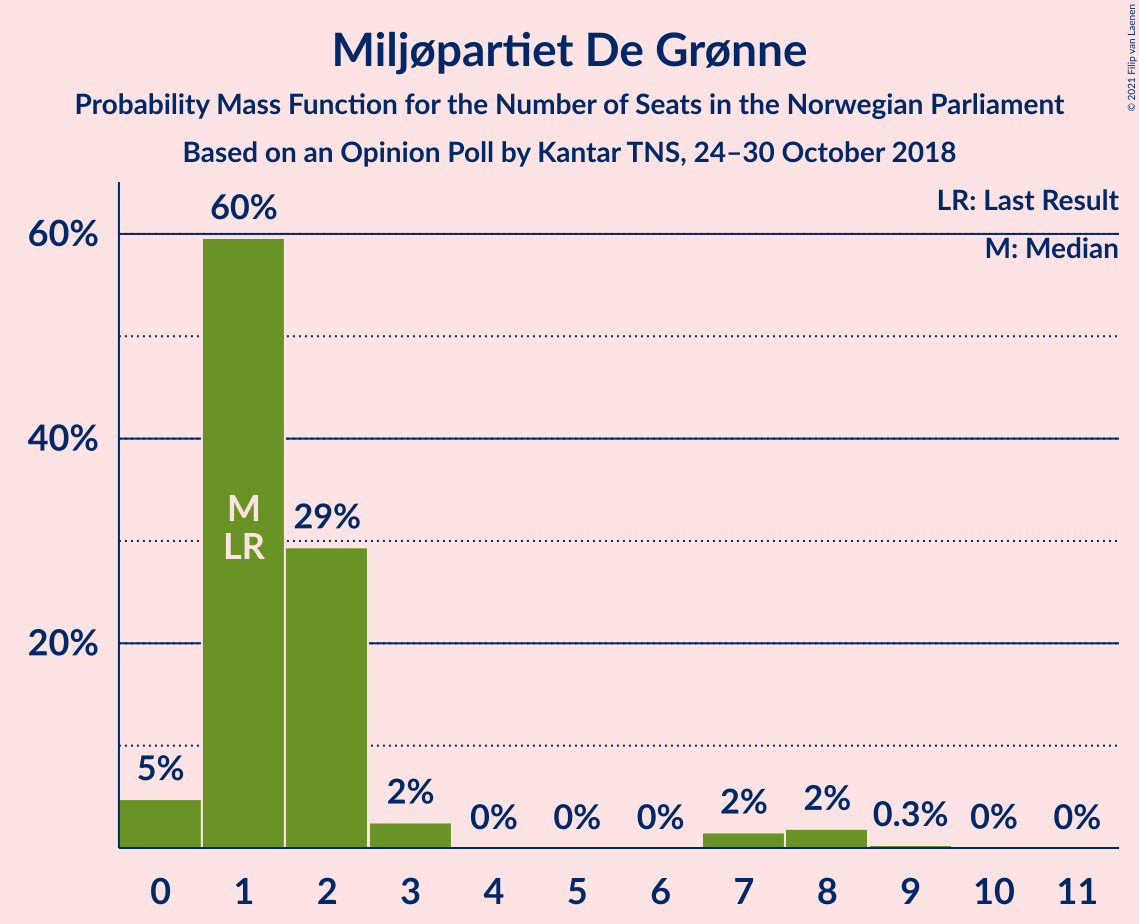 Miljøpartiet De Grønne
Probability Mass Function for the Number of Seats in the Norwegian Parliament
Based on an Opinion Poll by Kantar TNS, 24–30 October 2018
© 2021 Filip van Laenen
LR: Last Result
M: Median
60%
40%
20%
5%
60%
M
LR
29%
2%
0%
0%
0%
2%
2%
0.3%
0%
0%
0 1 2 3 4 5 6 7 8 9 10 11